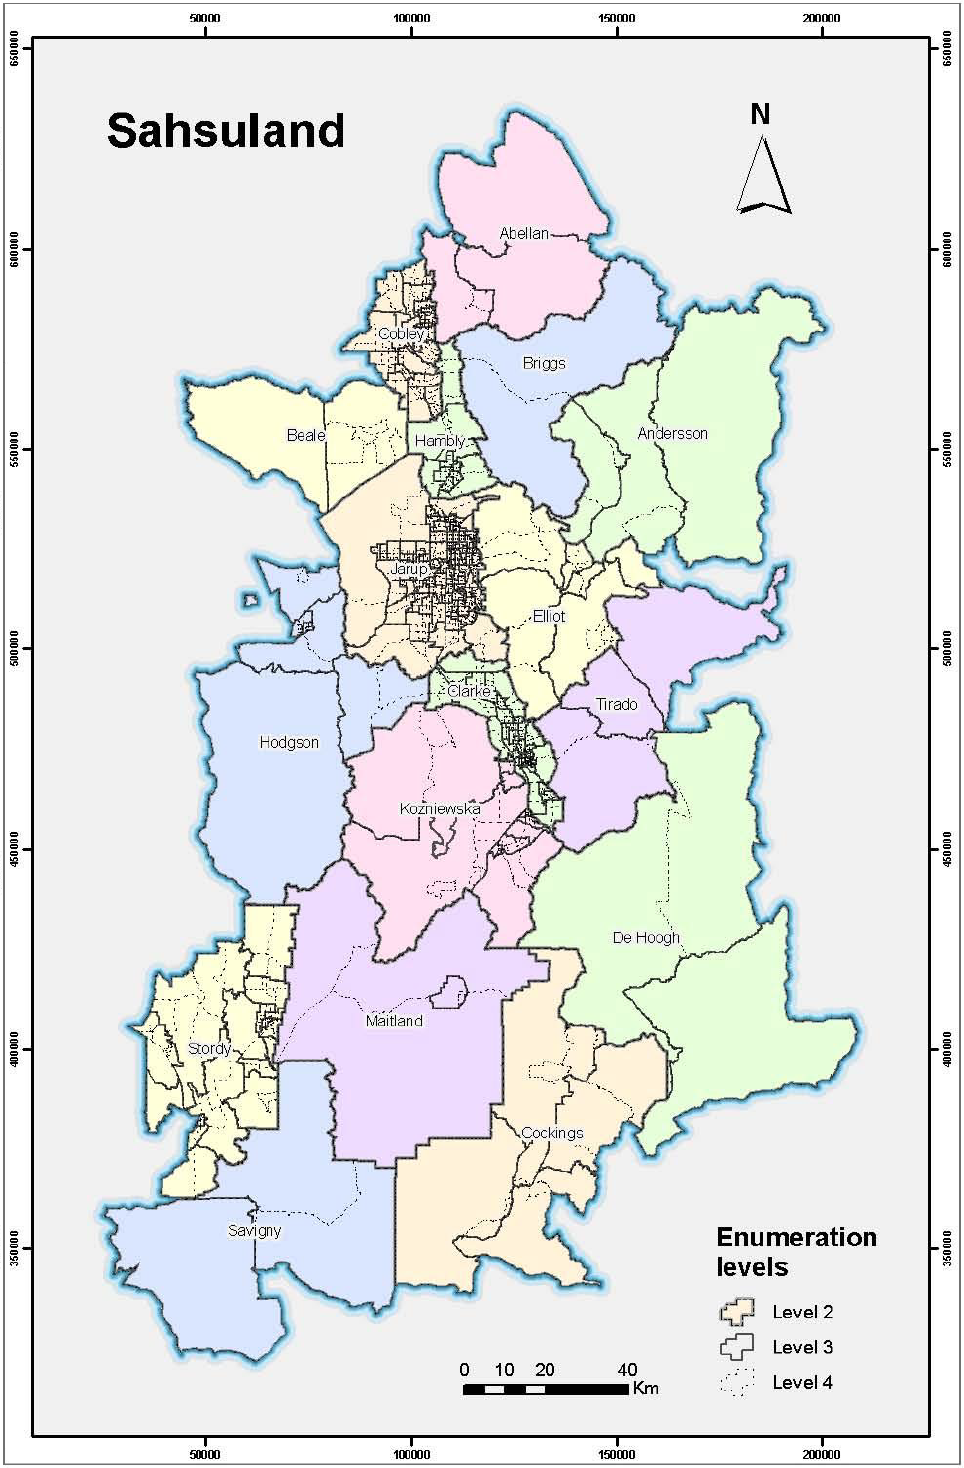 50000 100000 150000 200000
650000 650000
Sahsuland
N
Abellan
600000 600000
Cobley
Briggs
Andersson
Beale
Hambly
550000 550000
Jarup
Elliot
500000 500000
Clarke
Tirado
Hodgson
Kozniewska
450000 450000
De Hoogh
Maitland
Stordy
400000 400000
Cockings
Savigny
350000 350000
Enumeration
levels
Level 2
Level 3
Level 4
0 10 20 40
Km
50000 100000 150000 200000